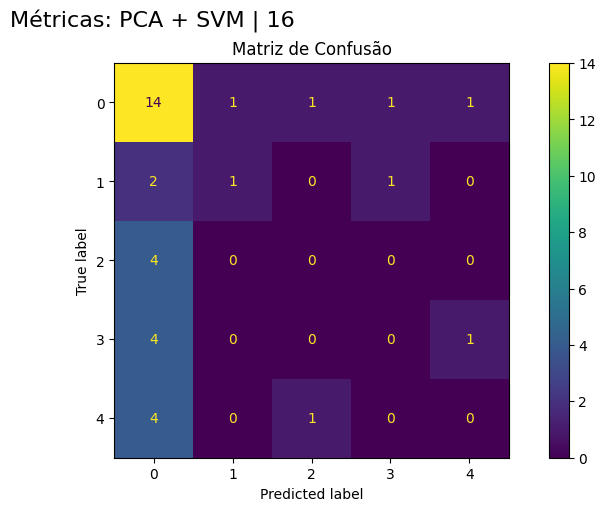 Métricas: PCA + SVM | 16
Matriz de Confusão
0 14 1 1 1 1
1 2 1 0 1 0
2 4 0 0 0 0
3 4 0 0 0 1
4 4 0 1 0 0
0 1 2 3 4
True label
Predicted label
14
12
10
8
6
4
2
0